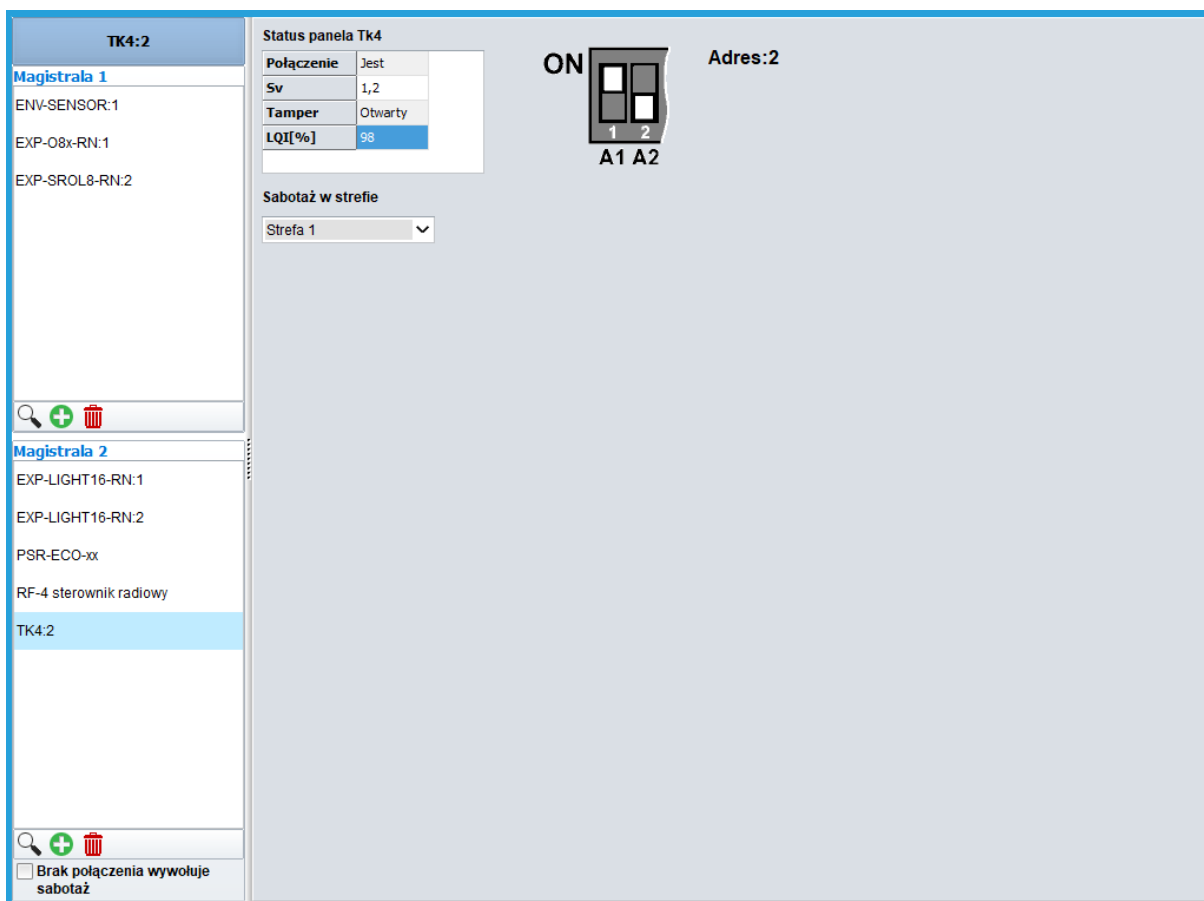 TK4:2
Magistrala 1
ENV-SENSOR:1
EXP-O8x-RN:1
EXP-SROL8-RN:2
Magistrala 2
EXP-LIGHT16-RN:1
EXP-LIGHT16-RN:2
PSR-ECO-xx
RF-4 sterownik radiowy
TK4:2
Brak połączenia wywołuje
sabotaż
Status panela Tk4
Połączenie Jest
Sv 1,2
Tamper Otwarty
LQI[%] 98
Sabotaż w strefie
Strefa 1
ON
1 2
A1 A2
Adres:2